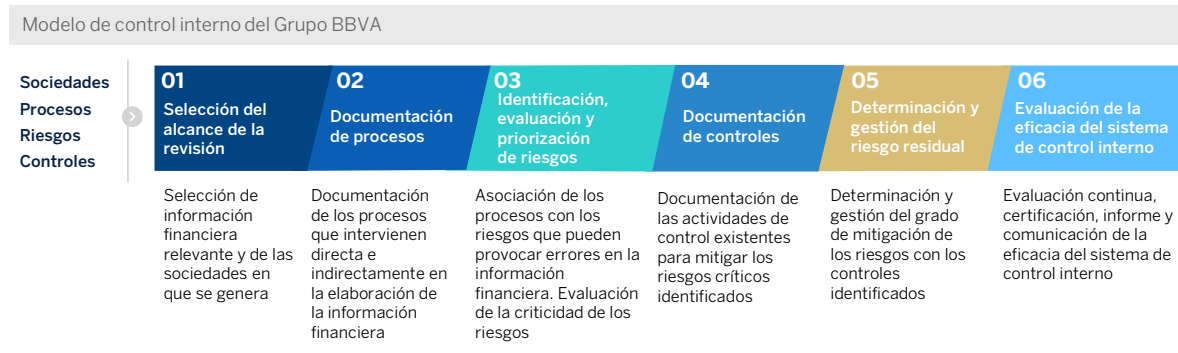 Modelo de control interno del Grupo BBVA
Sociedades
Procesos
Riesgos
Controles
01
Selección del
alcance de la
revisión
02
Documentación
de procesos
03
Identificación,
evaluación y
priorización
de riesgos
04
Documentación
de controles
05
Determinación y
gestión del
riesgo residual
06
Evaluación de la
eficacia del sistema
de control interno
Selección de
información
financiera
relevante y de las
sociedades en
que se genera
Documentación
de los procesos
que intervienen
directa e
indirectamente en
la elaboración de
la información
financiera
Asociación de los
procesos con los
riesgos que pueden
provocar errores en la
información
financiera. Evaluación
de la criticidad de los
riesgos
Documentación de
las actividades de
control existentes
para mitigar los
riesgos críticos
identificados
Determinación y
gestión del grado
de mitigación de
los riesgos con los
controles
identificados
Evaluación continua,
certificación, informe y
comunicación de la
eficacia del sistema de
control interno